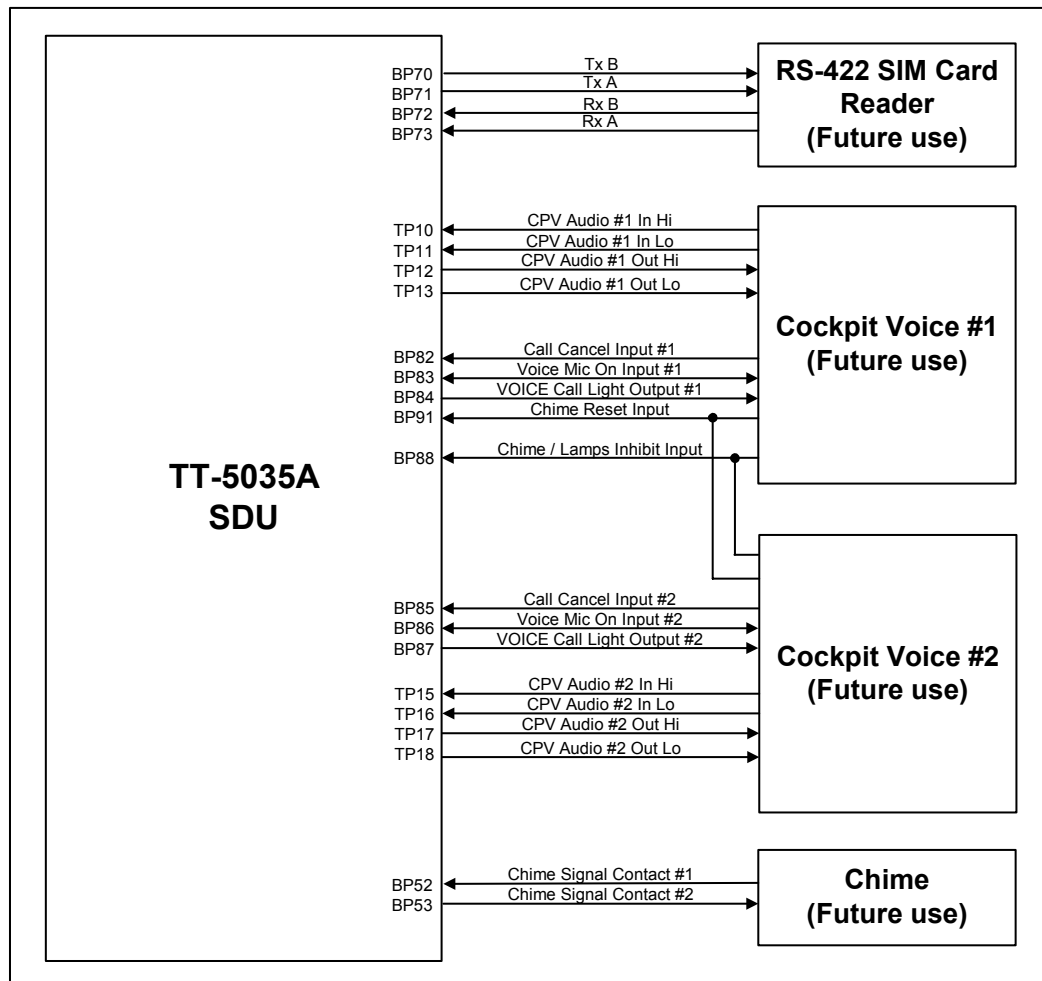 BP70
BP71
BP72
BP73
Tx B
Tx A
Rx B
Rx A
RS-422 SIM Card
Reader
(Future use)
TP10
TP11
TP12
TP13
CPV Audio #1 In Hi
CPV Audio #1 In Lo
CPV Audio #1 Out Hi
CPV Audio #1 Out Lo
BP82
BP83
BP84
BP91
BP88
Call Cancel Input #1
Voice Mic On Input #1
VOICE Call Light Output #1
Chime Reset Input
Chime / Lamps Inhibit Input
Cockpit Voice #1
(Future use)
TT-5035A
SDU
BP85
BP86
BP87
Call Cancel Input #2
Voice Mic On Input #2
VOICE Call Light Output #2
TP15
TP16
TP17
TP18
CPV Audio #2 In Hi
CPV Audio #2 In Lo
CPV Audio #2 Out Hi
CPV Audio #2 Out Lo
Cockpit Voice #2
(Future use)
BP52
BP53
Chime Signal Contact #1
Chime Signal Contact #2
Chime
(Future use)